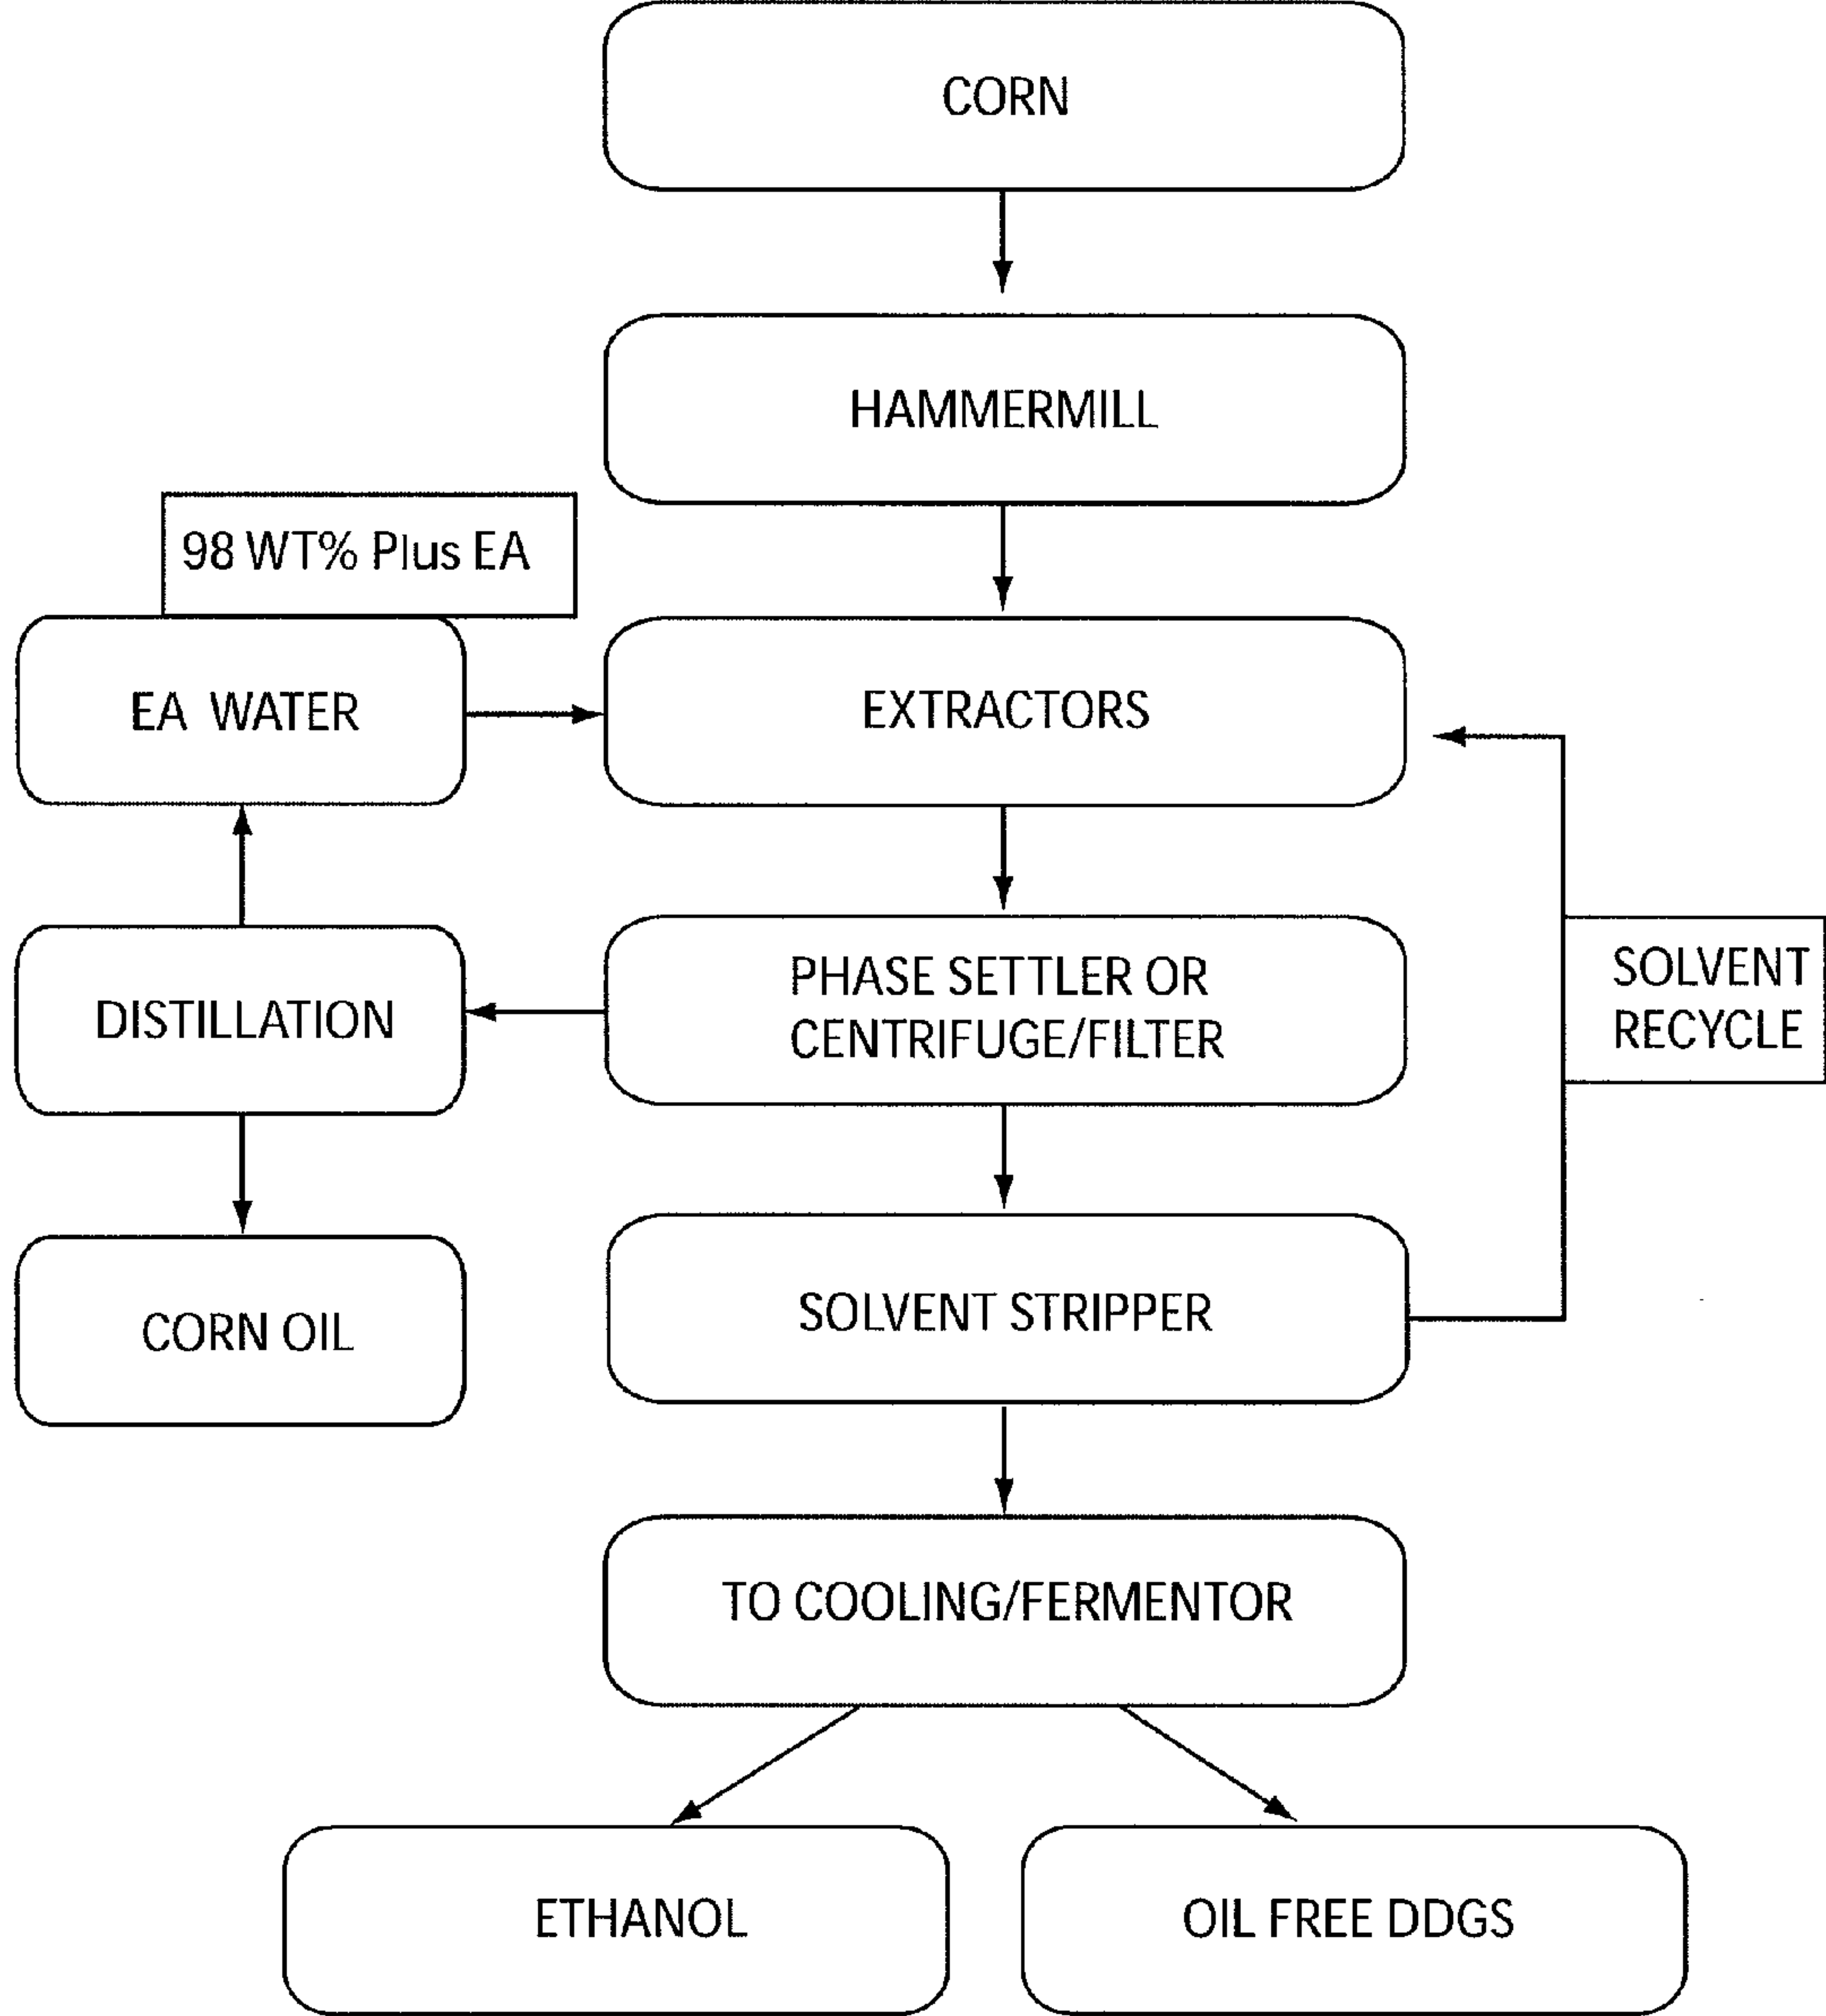 CORN
HAMMERMILL
98 WT% Plus EA
EA WATER
EXTRACTORS
DISTILLATION
PHASE SETTLER OR
CENTRIFUGE/FILTER
SOLVENT
RECYCLE
CORN OIL
SOLVENT STRIPPER
TO COOLING/FERMENTOR
ETHANOL
OIL FREE DDGS